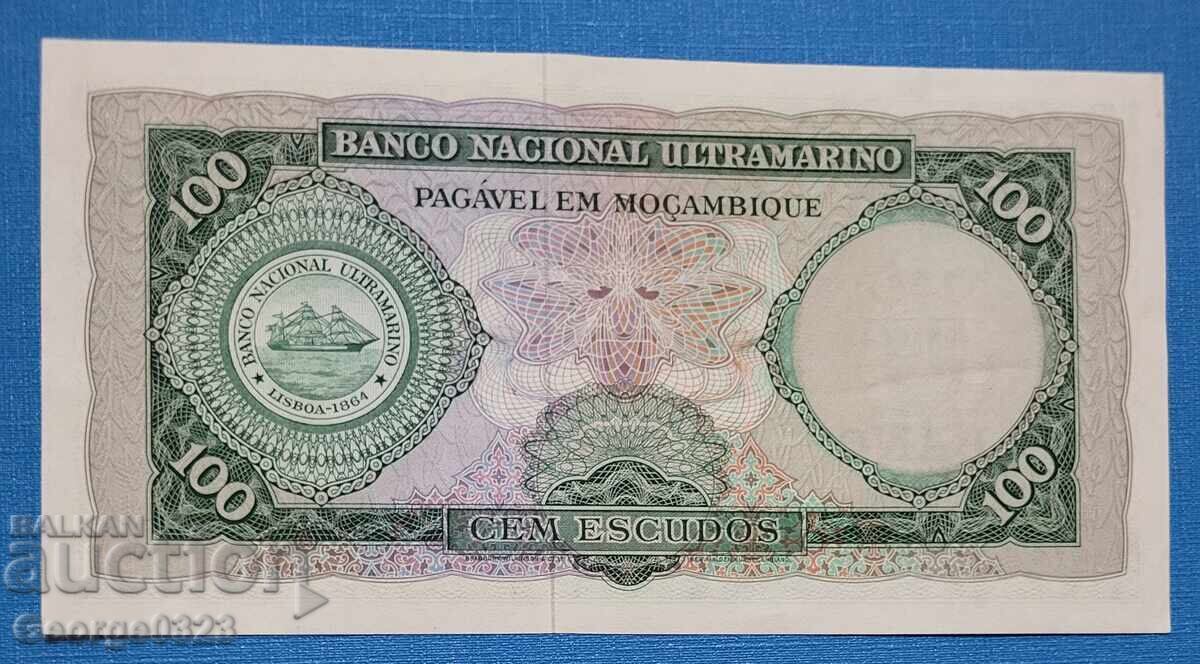 BANCO NACIONAL ULTRAMARINO
PAGÁVEL EM MOÇAMBIQUE
100
100
BANCO NACIONAL ULTRAMARINO
★ LISBOA-1864 ★
100
100
CEM ESCUDOS
BALKAN
auction
George0323